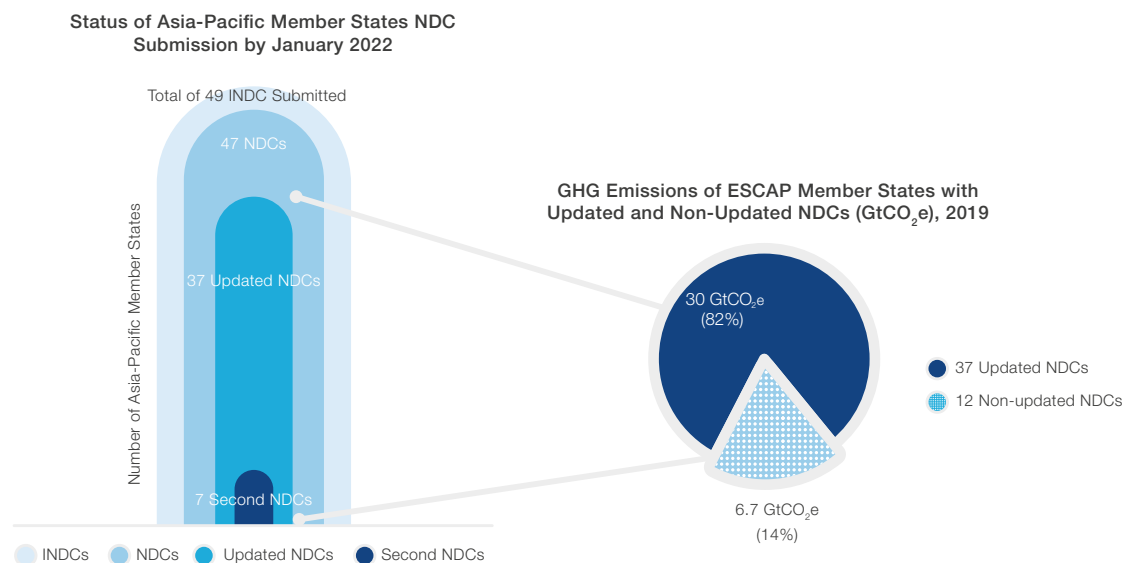 Status of Asia-Pacific Member States NDC
Submission by January 2022
Total of 49 INDC Submitted
47 NDCs
37 Updated NDCs
7 Second NDCs
Number of Asia-Pacific Member States
INDCs
NDCs
Updated NDCs
Second NDCs
GHG Emissions of ESCAP Member States with
Updated and Non-Updated NDCs (GtCO₂e), 2019
30 GtCO₂e
(82%)
6.7 GtCO₂e
(14%)
37 Updated NDCs
12 Non-updated NDCs